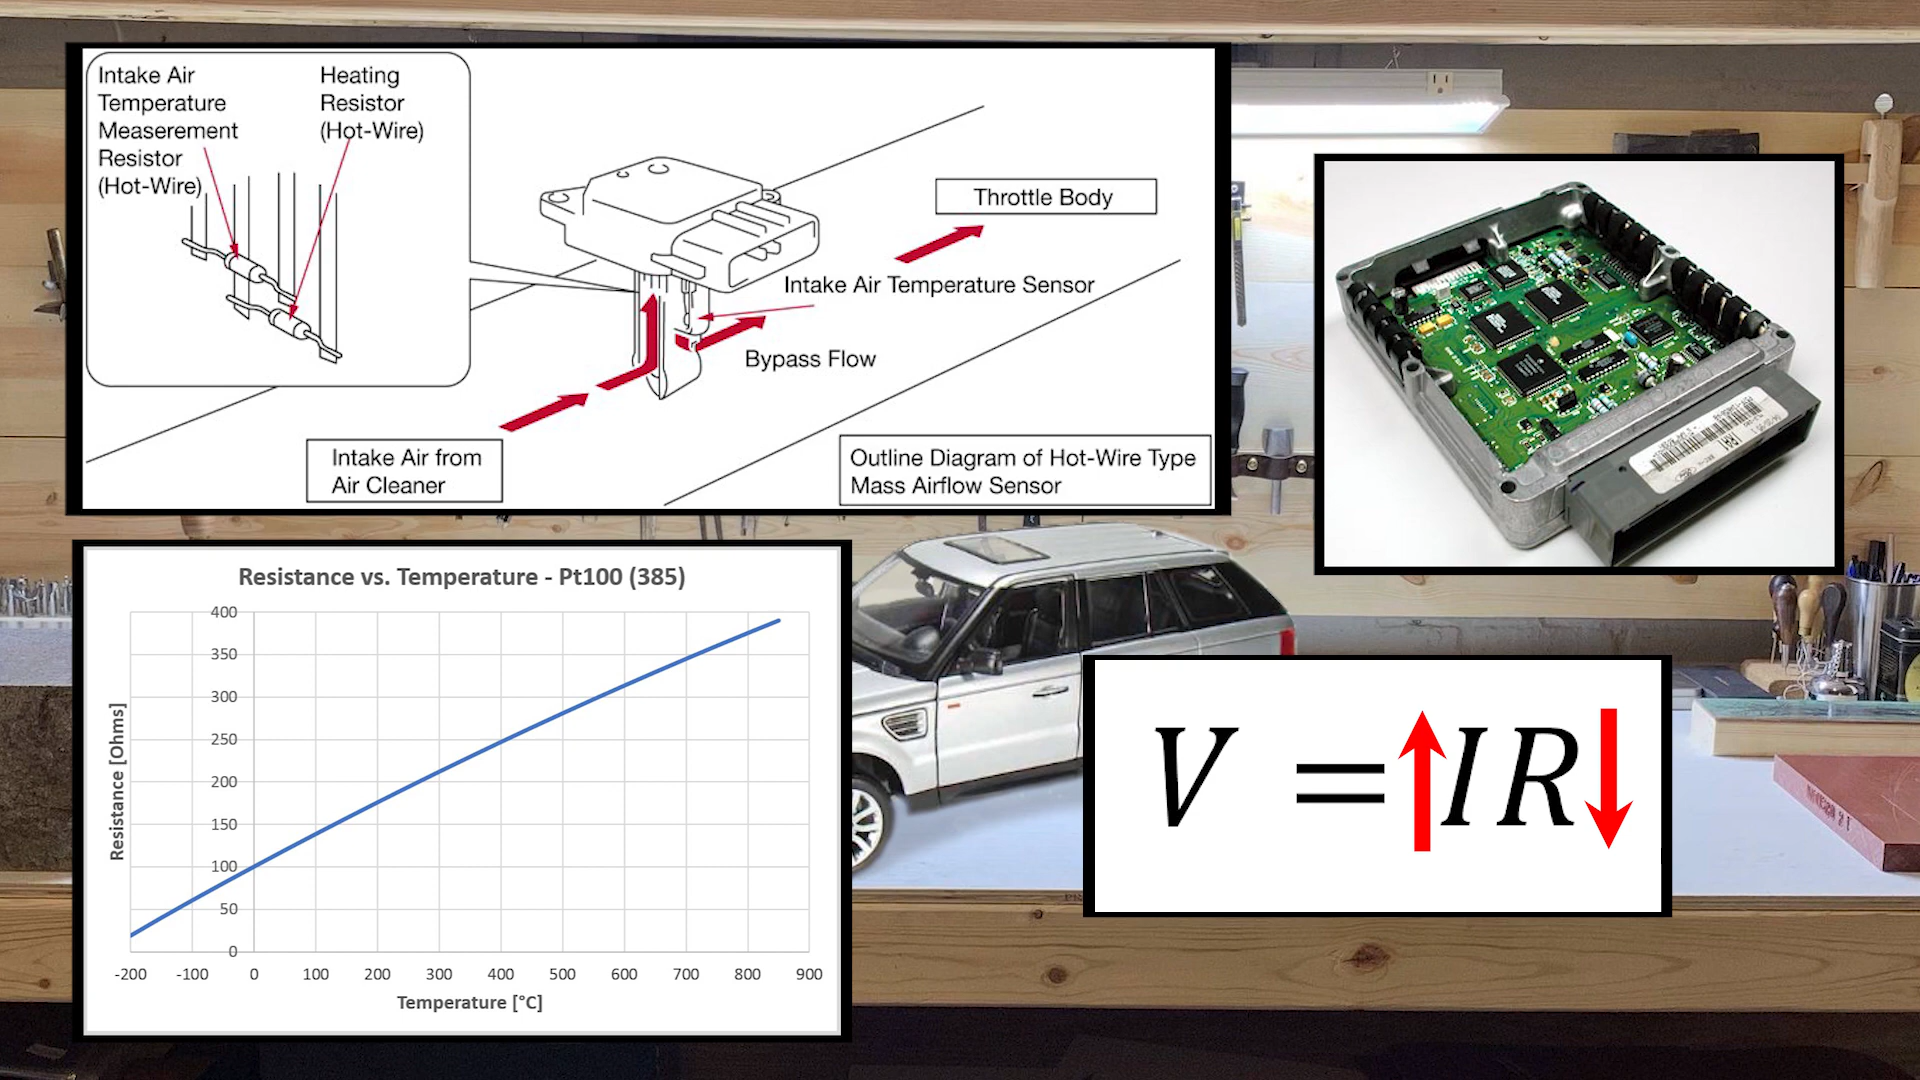 Intake Air
Temperature
Measerement
Resistor
(Hot-Wire)
Heating
Resistor
(Hot-Wire)
Throttle Body
Intake Air Temperature Sensor
Bypass Flow
Intake Air from
Air Cleaner
Outline Diagram of Hot-Wire Type
Mass Airflow Sensor
Resistance vs. Temperature - Pt100 (385)
Resistance [Ohms]
400
350
300
250
200
150
100
50
0
-200 -100 0 100 200 300 400 500 600 700 800 900
Temperature [°C]
V = IR